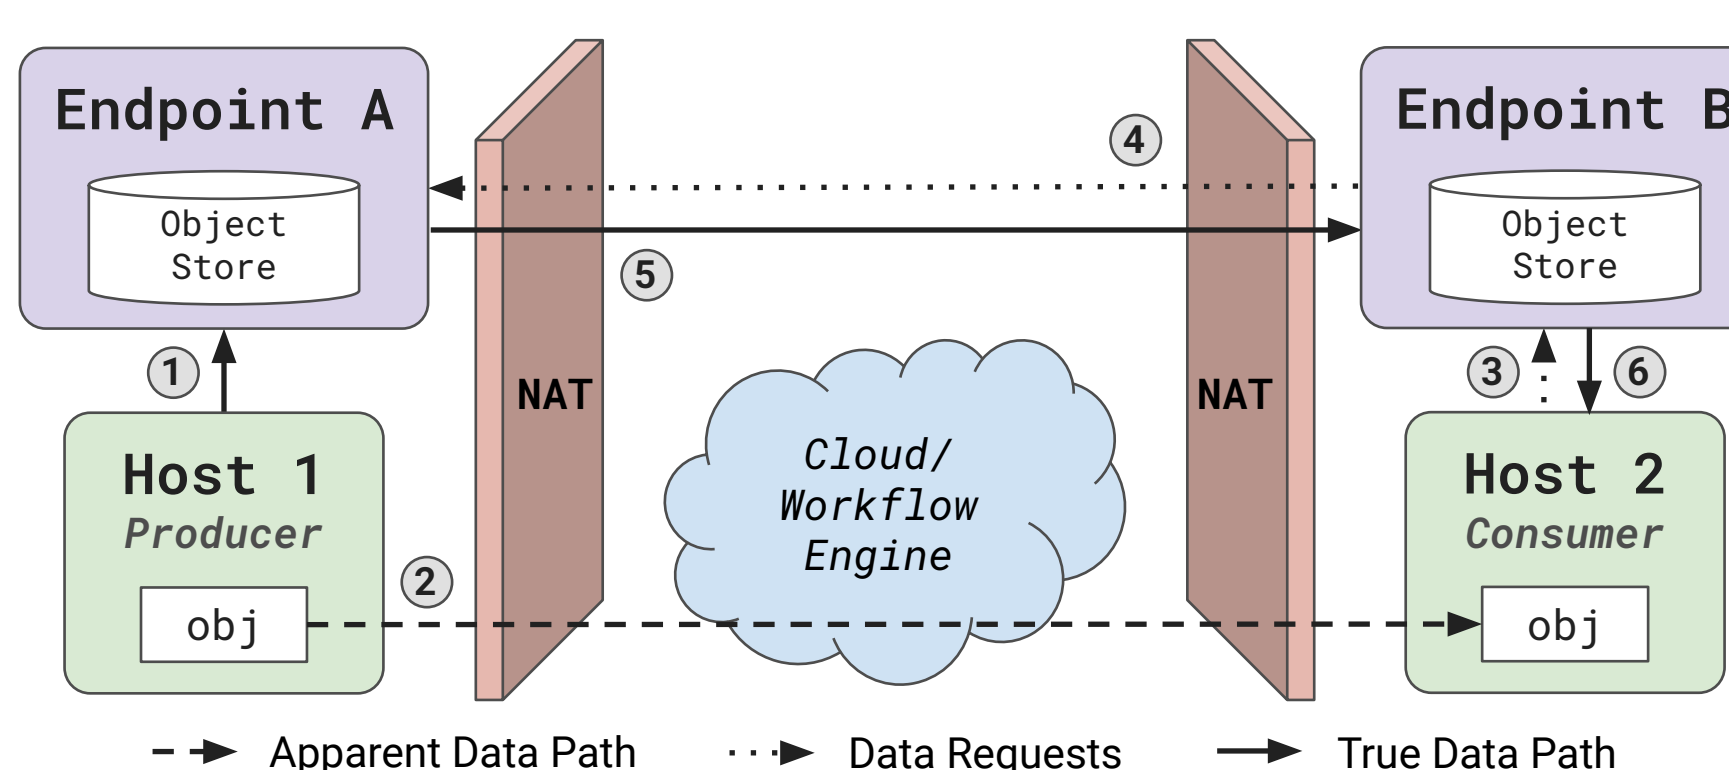 Endpoint A
Endpoint B
4
Object
Store
Object
Store
5
1
3
6
NAT
NAT
Cloud/
Workflow
Engine
Host 1
Producer
Host 2
Consumer
2
obj
obj
Apparent Data Path
Data Requests
True Data Path